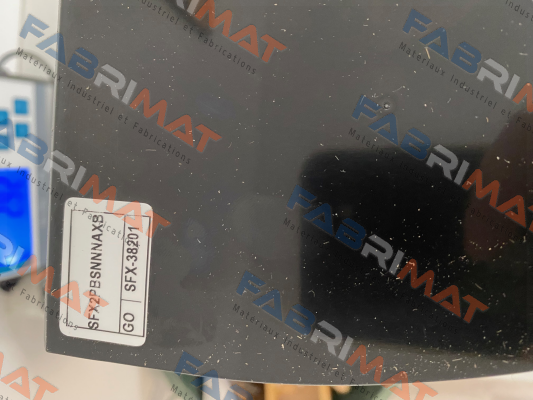 SFX2PBSNNNAXB
GO SFX-38201
FABRIMAT
Matériaux Industriel et Fabrications